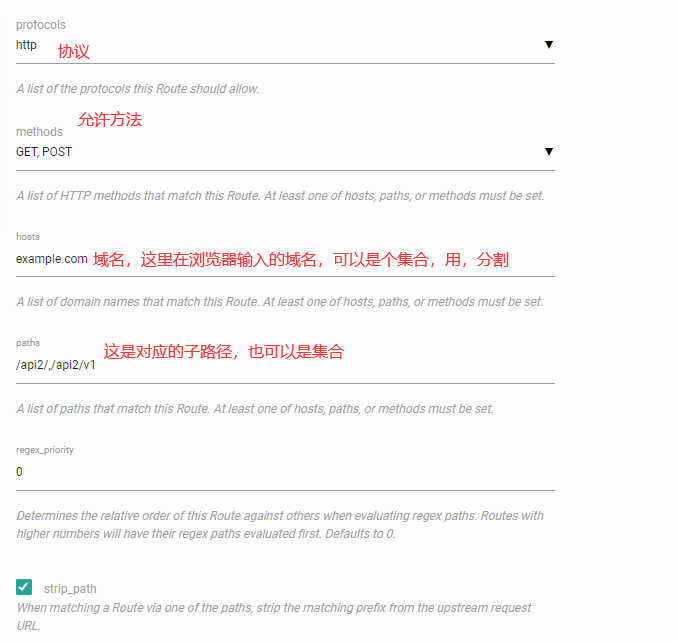 protocols
http 协议
A list of the protocols this Route should allow.
允许方法
methods
GET, POST
A list of HTTP methods that match this Route. At least one of hosts, paths, or methods must be set.
hosts
example.com 域名，这里在浏览器输入的域名，可以是个集合，用，分割
A list of domain names that match this Route. At least one of hosts, paths, or methods must be set.
paths
这是对应的子路径，也可以是集合
/api2/,/api2/v1
A list of paths that match this Route. At least one of hosts, paths, or methods must be set.
regex_priority
0
Determines the relative order of this Route against others when evaluating regex paths. Routes with
higher numbers will have their regex paths evaluated first. Defaults to 0.
strip_path
When matching a Route via one of the paths, strip the matching prefix from the upstream request
URL.